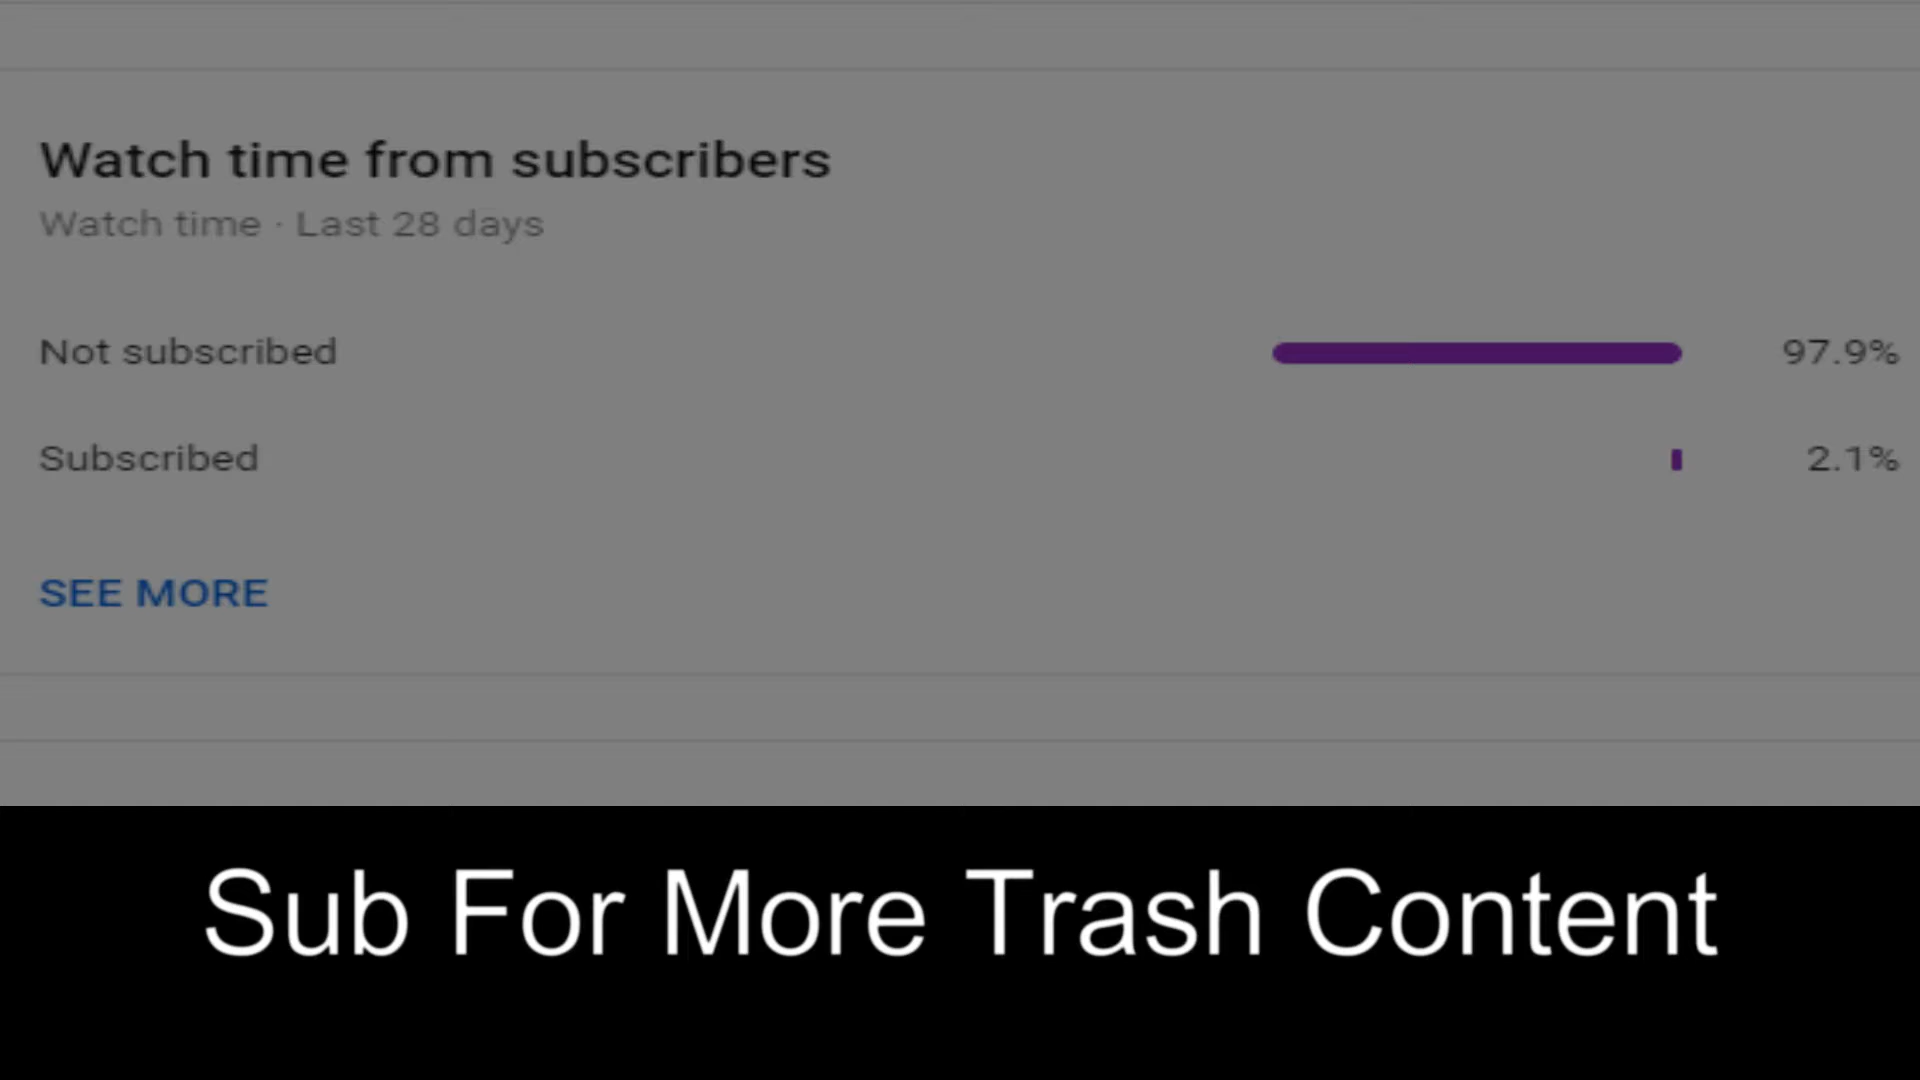 Watch time from subscribers
Watch time · Last 28 days
Not subscribed 97.9%
Subscribed 2.1%
SEE MORE
Sub For More Trash Content